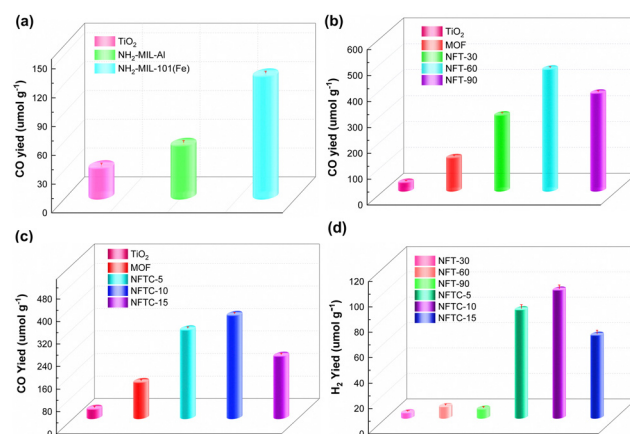 (a)
TiO2
NH2-MIL-Al
NH2-MIL-101(Fe)
CO yied (umol g-1)
150
120
90
60
30
0
(b)
TiO2
MOF
NFT-30
NFT-60
NFT-90
CO yied (umol g-1)
600
500
400
300
200
100
0
(c)
TiO2
MOF
NFTC-5
NFTC-10
NFTC-15
CO Yied (umol g-1)
480
400
320
240
160
80
0
(d)
NFT-30
NFT-60
NFT-90
NFTC-5
NFTC-10
NFTC-15
H2 Yied (umol g-1)
120
100
80
60
40
20
0